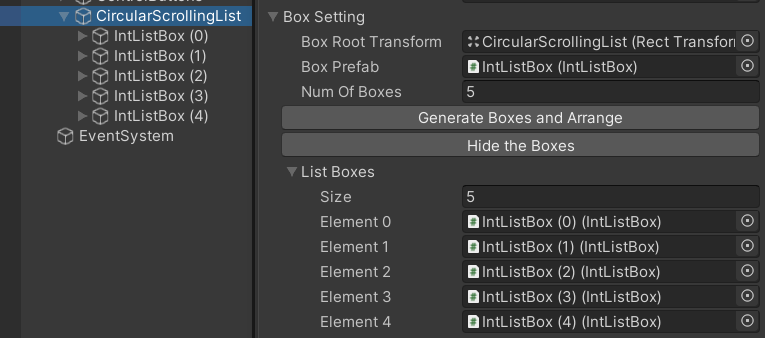 CircularScrollingList
IntListBox (0)
IntListBox (1)
IntListBox (2)
IntListBox (3)
IntListBox (4)
EventSystem
Box Setting
Box Root Transform CircularScrollingList (Rect Transfor
Box Prefab IntListBox (IntListBox)
Num Of Boxes 5
Generate Boxes and Arrange
Hide the Boxes
List Boxes
Size 5
Element 0 IntListBox (0) (IntListBox)
Element 1 IntListBox (1) (IntListBox)
Element 2 IntListBox (2) (IntListBox)
Element 3 IntListBox (3) (IntListBox)
Element 4 IntListBox (4) (IntListBox)